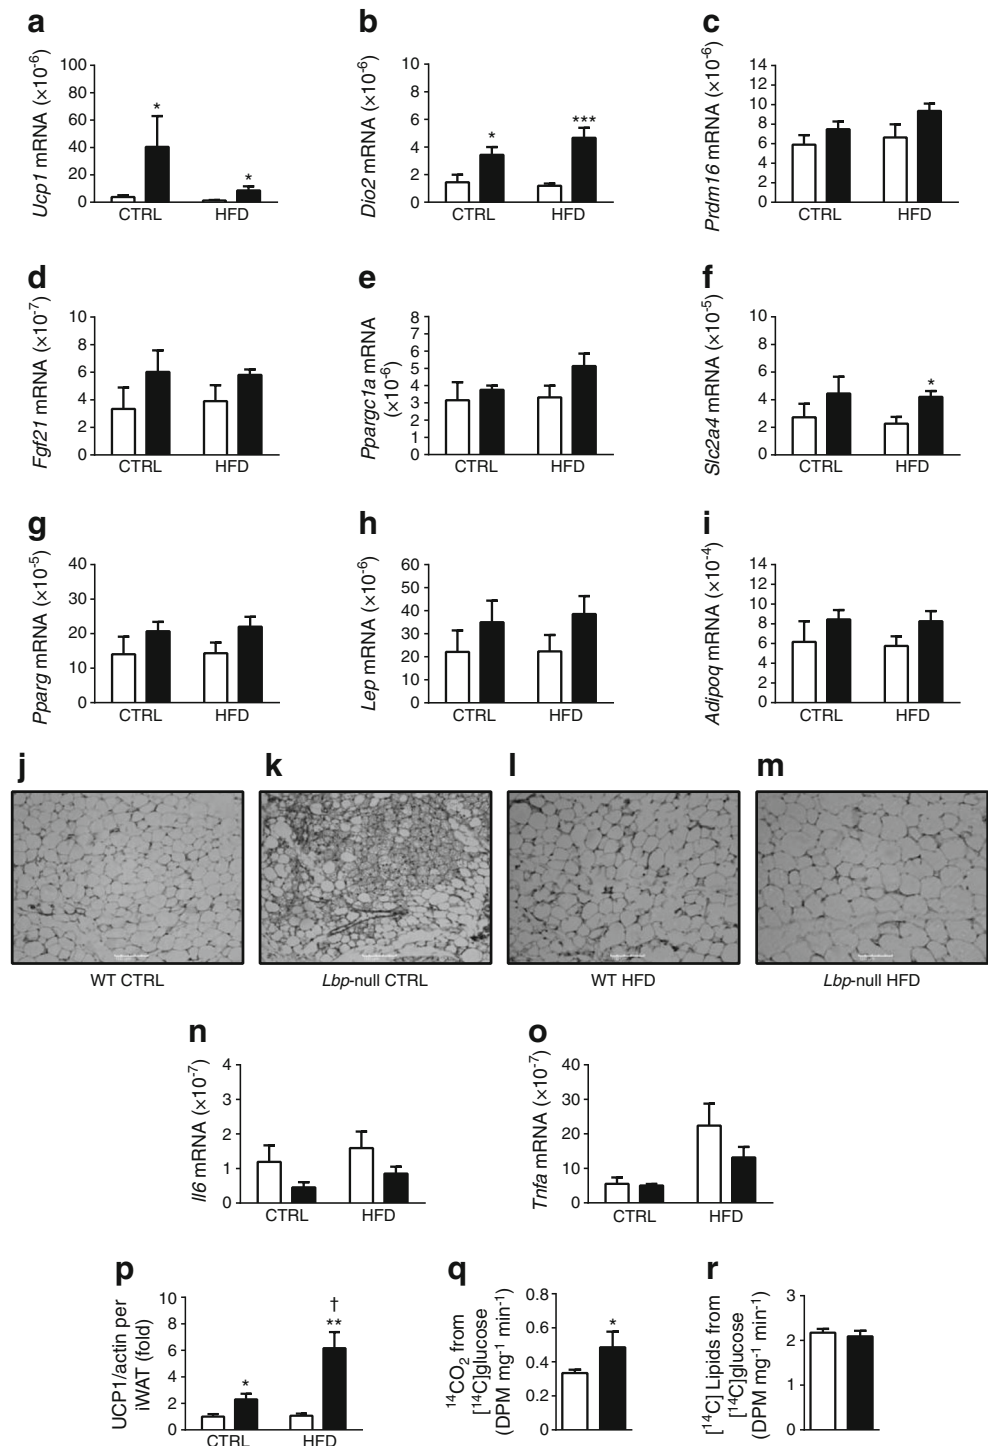 a
b
c
Ucp1 mRNA (×10-6)
100
80
60
40
20
0
*
*
CTRL
HFD
Dio2 mRNA (×10-6)
10
8
6
4
2
0
*
***
CTRL
HFD
Prdm16 mRNA (×10-6)
14
12
10
8
6
4
2
0
CTRL
HFD
d
e
f
Fgf21 mRNA (×10-7)
10
8
6
4
2
0
CTRL
HFD
Ppargc1a mRNA
(×10-6)
8
7
6
5
4
3
2
1
0
CTRL
HFD
Slc2a4 mRNA (×10-5)
10
8
6
4
2
0
*
CTRL
HFD
g
h
i
Pparg mRNA (×10-5)
40
30
20
10
0
CTRL
HFD
Lep mRNA (×10-6)
60
50
40
30
20
10
0
CTRL
HFD
Adipoq mRNA (×10-4)
14
12
10
8
6
4
2
0
CTRL
HFD
j
k
l
m
WT CTRL
Lbp-null CTRL
WT HFD
Lbp-null HFD
n
o
Il6 mRNA (×10-7)
4
3
2
1
0
CTRL
HFD
Tnfa mRNA (×10-7)
40
30
20
10
0
CTRL
HFD
p
q
r
UCP1/actin per
iWAT (fold)
10
8
6
4
2
0
*
†
**
CTRL
HFD
14CO2 from
[14C]glucose
(DPM mg-1 min-1)
0.8
0.6
0.4
0.2
0
*
[14C] Lipids from
[14C]glucose
(DPM mg-1 min-1)
3
2
1
0